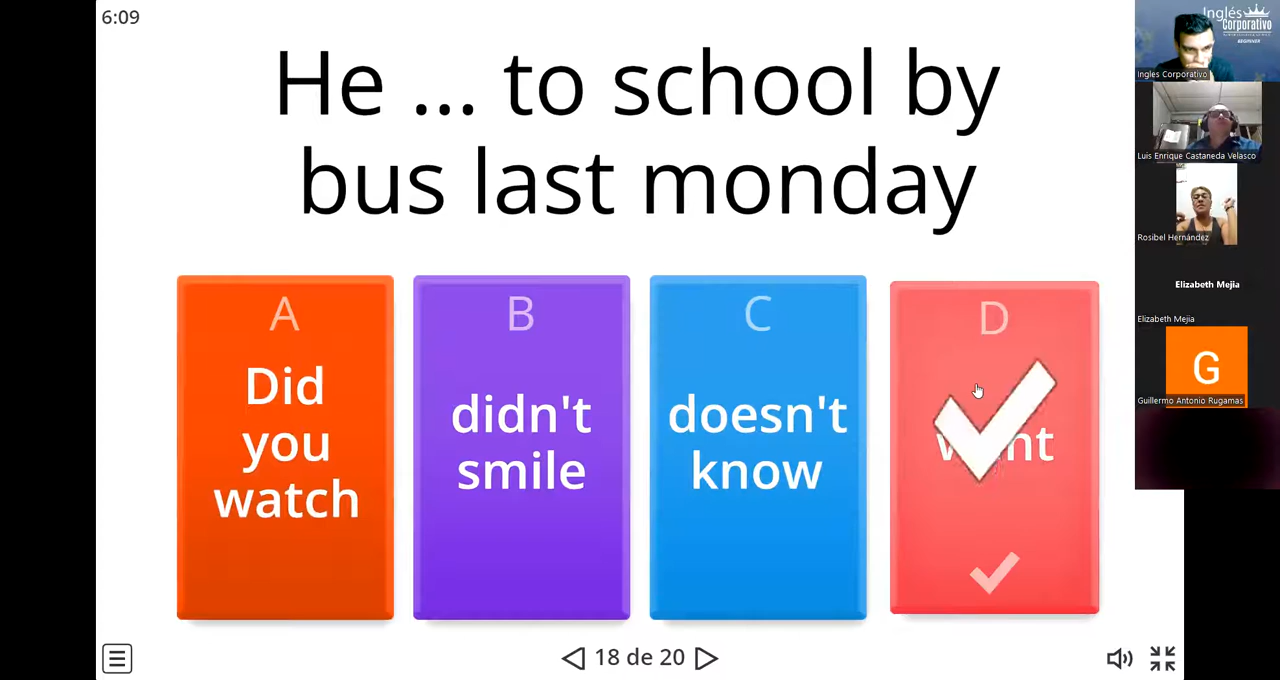 6:09
He ... to school by
bus last monday
A
Did
you
watch
B
didn't
smile
C
doesn't
know
D
18 de 20
Inglés
Corporativo
BEGINNER
Ingles Corporativo
Luis Enrique Castaneda Velasco
Rosibel Hernández
Elizabeth Mejia
Elizabeth Mejia
G
Guillermo Antonio Rugamas